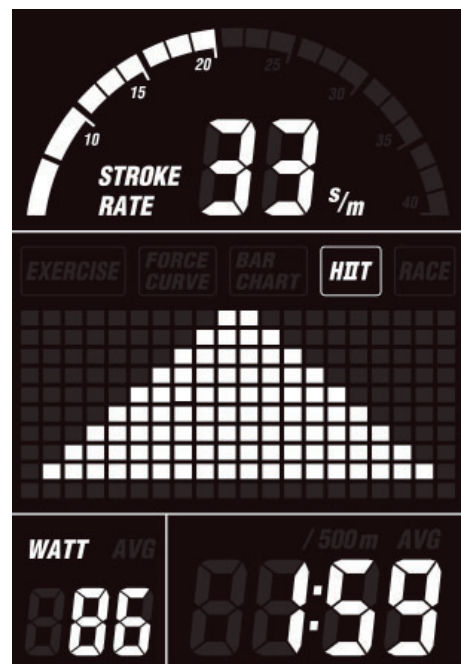 10 15 20 25 30 35 40
STROKE RATE 33 s/m
EXERCISE FORCE CURVE BAR CHART HIIT RACE
WATT AVG /500m AVG
86 1:59